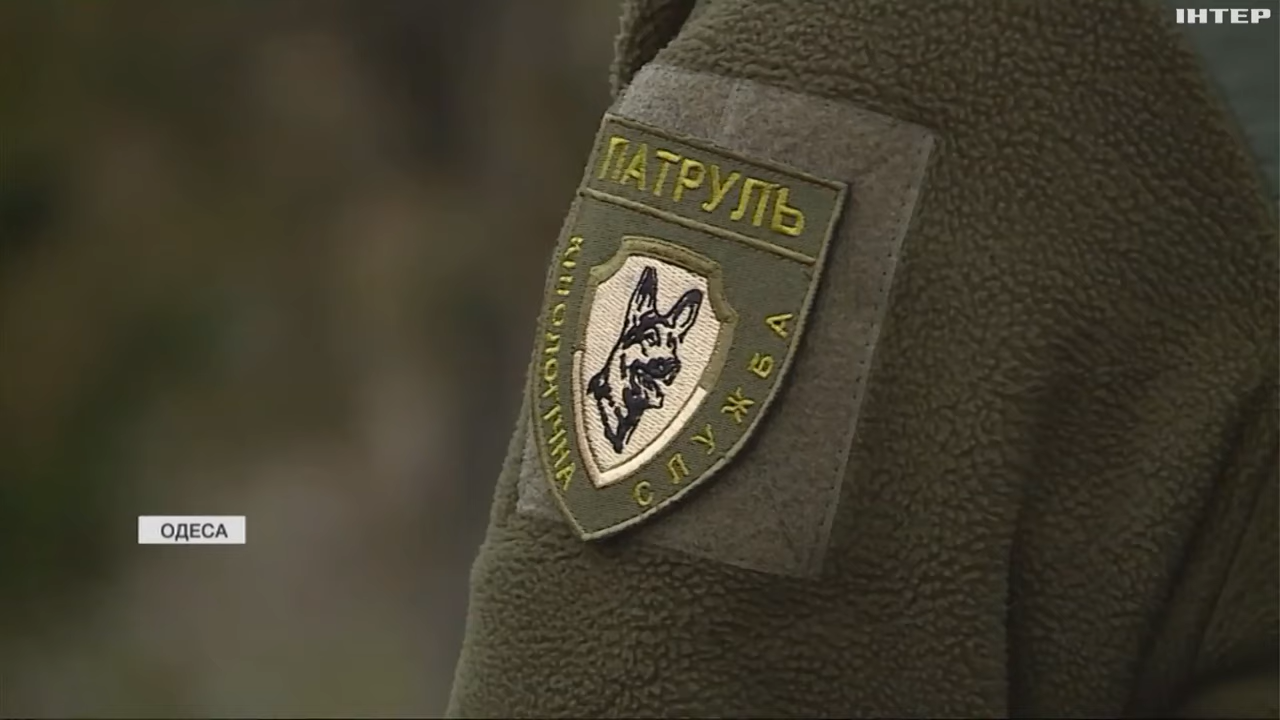 ІНТЕР
ПАТРУЛЬ
КІНОЛОГІЧНА
СЛУЖБА
ОДЕСА